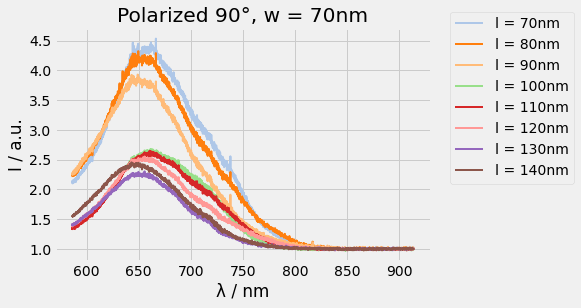 Polarized 90°, w = 70nm
I / a.u.
4.5
4.0
3.5
3.0
2.5
2.0
1.5
1.0
600 650 700 750 800 850 900
λ / nm
l = 70nm
l = 80nm
l = 90nm
l = 100nm
l = 110nm
l = 120nm
l = 130nm
l = 140nm